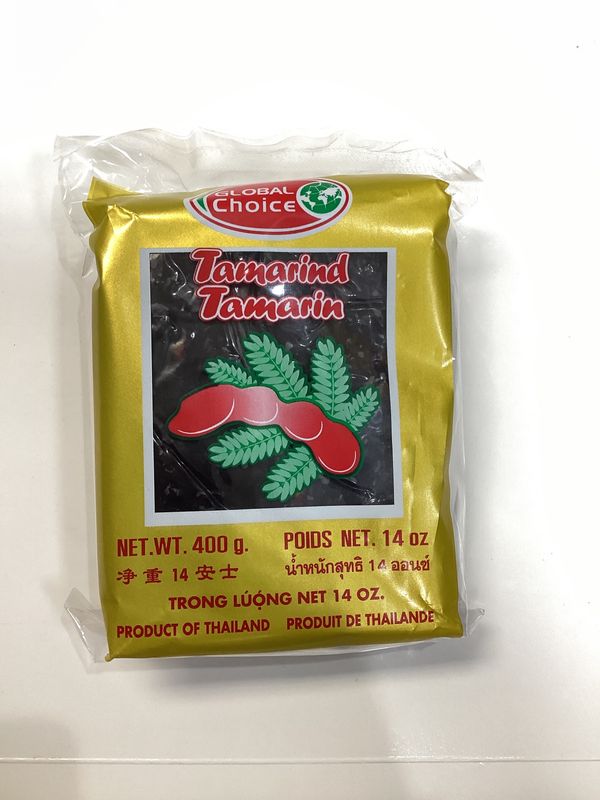 GLOBAL
Choice
Tamarind
Tamarin
NET.WT. 400 g. POIDS NET. 14 oz
净重 14 安士 น้ำหนักสุทธิ 14 ออนซ์
TRONG LÚỘNG NET 14 OZ.
PRODUCT OF THAILAND PRODUIT DE THAILANDE